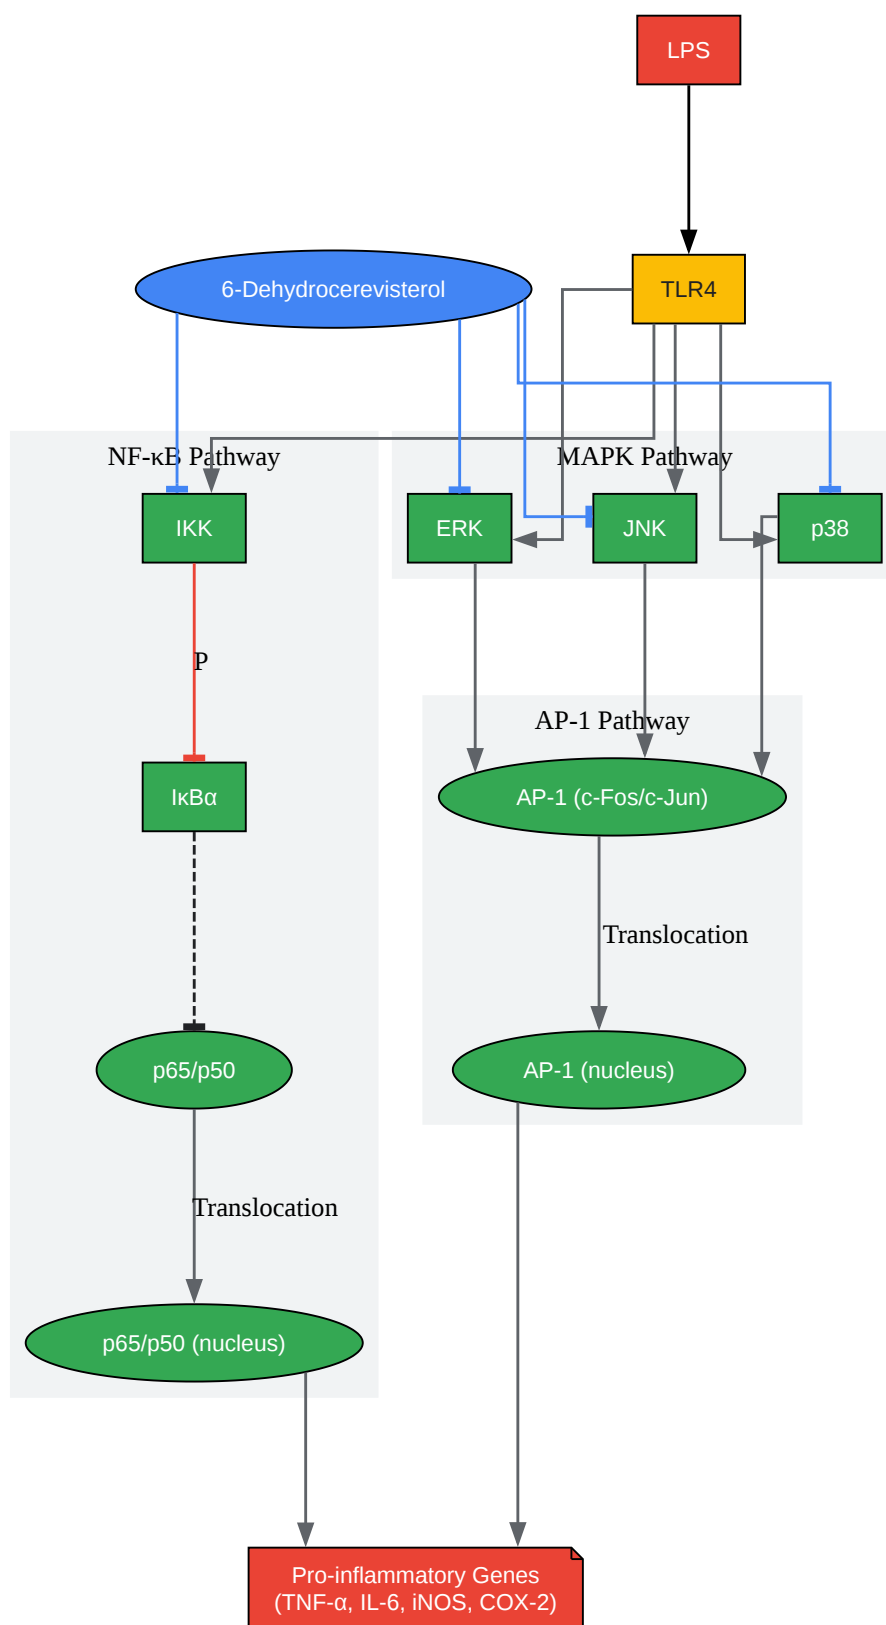 LPS
6-Dehydrocerevisterol
TLR4
NF-κB Pathway
MAPK Pathway
IKK
ERK
JNK
p38
P
AP-1 Pathway
IκBα
AP-1 (c-Fos/c-Jun)
Translocation
p65/p50
AP-1 (nucleus)
Translocation
p65/p50 (nucleus)
Pro-inflammatory Genes
(TNF-α, IL-6, iNOS, COX-2)